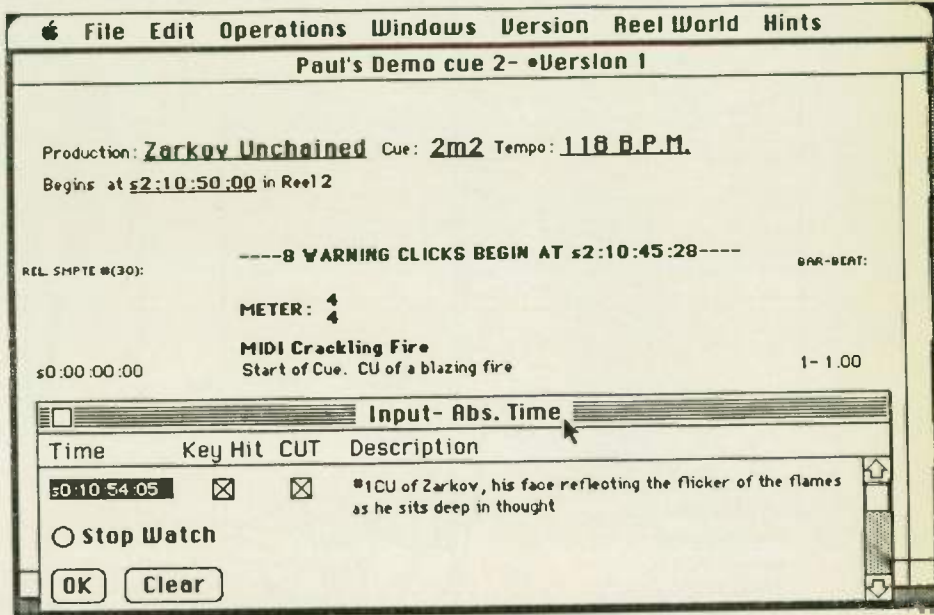 File Edit Operations Windows Version Reel World Hints
Paul's Demo cue 2- •Version 1
Production: Zarkov Unchained Cue: 2m2 Tempo: 118 B.P.M.
Begins at s2:10:50:00 in Reel 2
----8 WARNING CLICKS BEGIN AT s2:10:45:28----
REL. SMPTE #(30): BAR-BEAT:
METER: 4/4
MIDI Crackling Fire
s0:00:00:00 Start of Cue. CU of a blazing fire 1- 1.00
Input- Abs. Time
Time Key Hit CUT Description
s0:10:54:05 #1CU of Zarkov, his face reflecting the flicker of the flames
as he sits deep in thought
Stop Watch
OK Clear